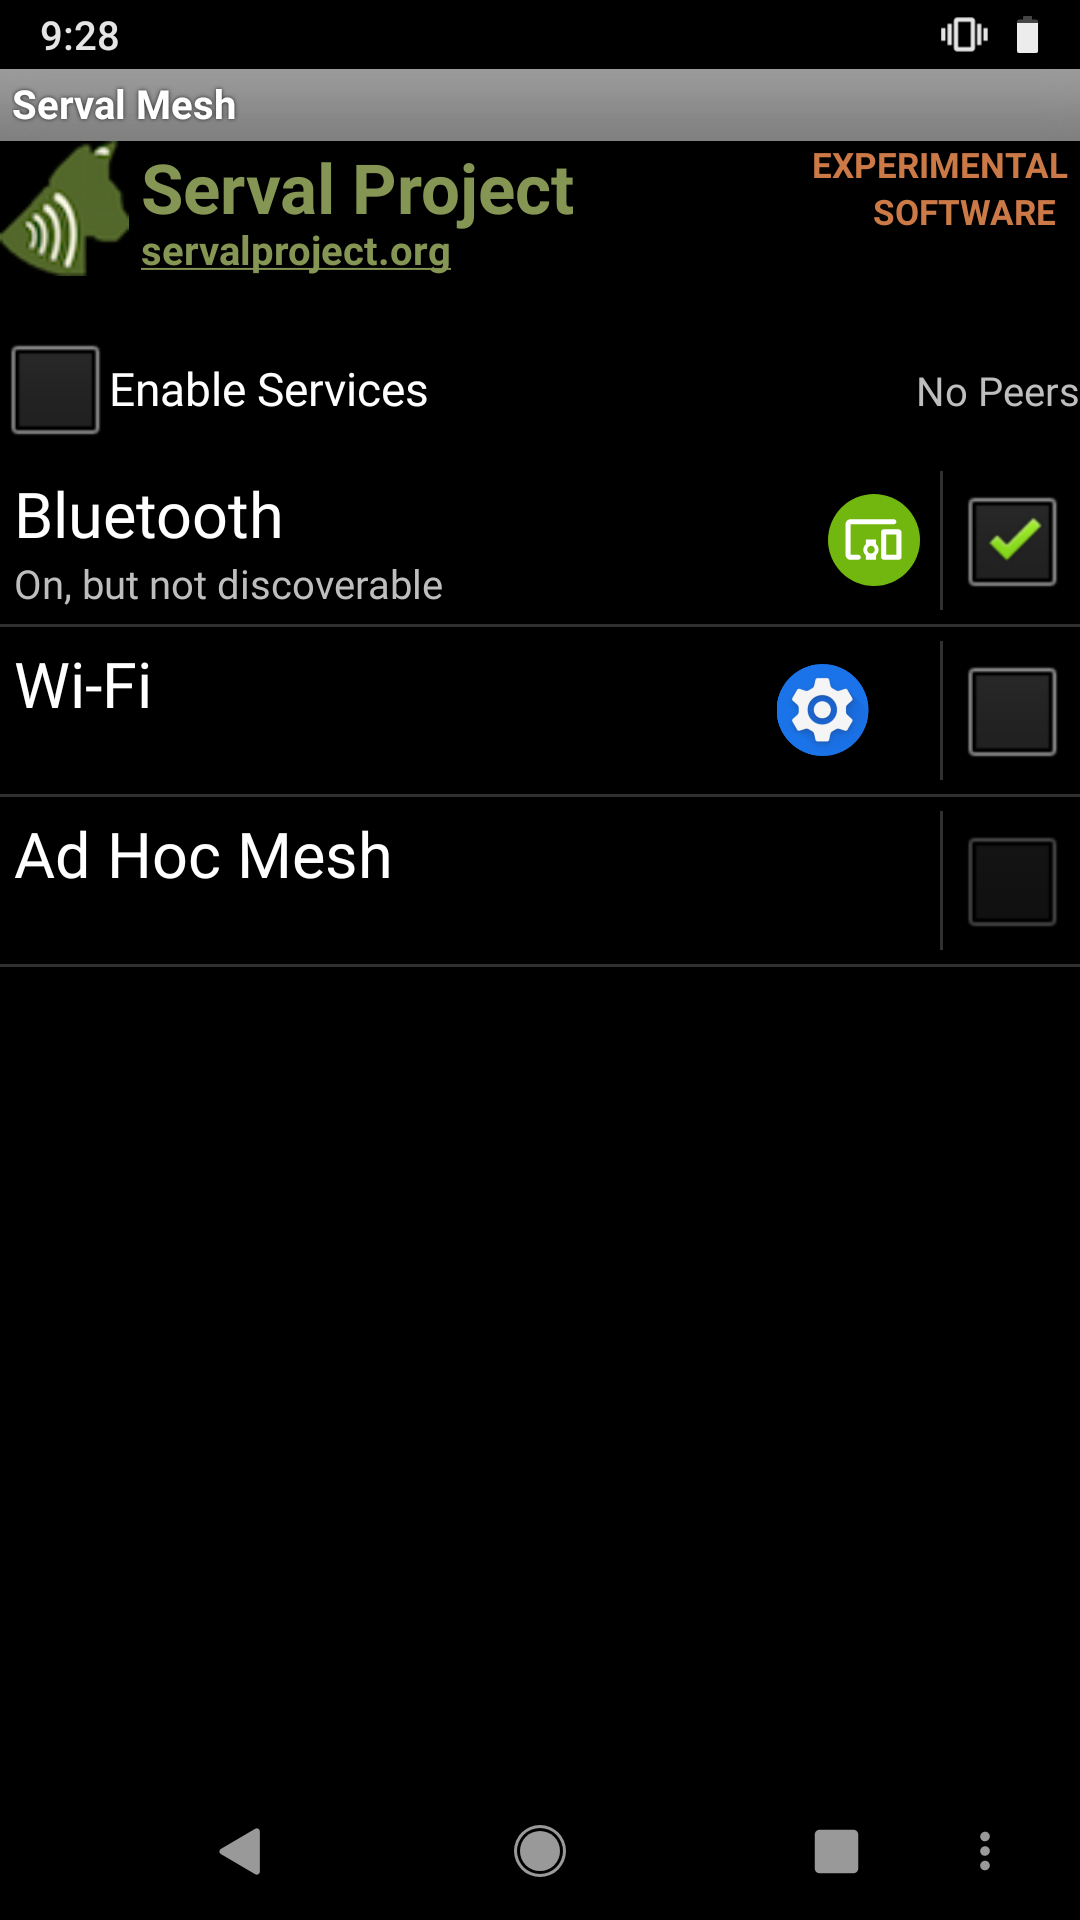 9:28
Serval Mesh
Serval Project
servalproject.org
EXPERIMENTAL
SOFTWARE
Enable Services
No Peers
Bluetooth
On, but not discoverable
Wi-Fi
Ad Hoc Mesh